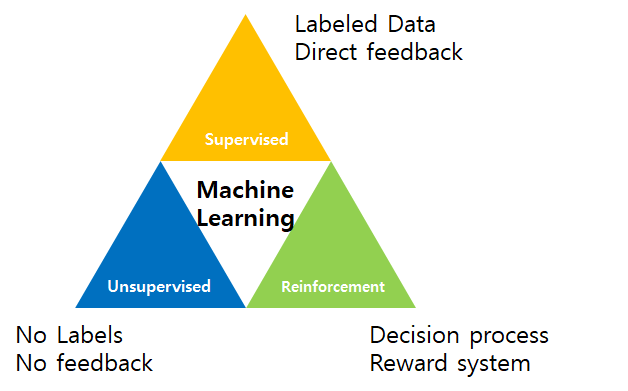 Labeled Data
Direct feedback
Supervised
Machine
Learning
Unsupervised
Reinforcement
No Labels
No feedback
Decision process
Reward system